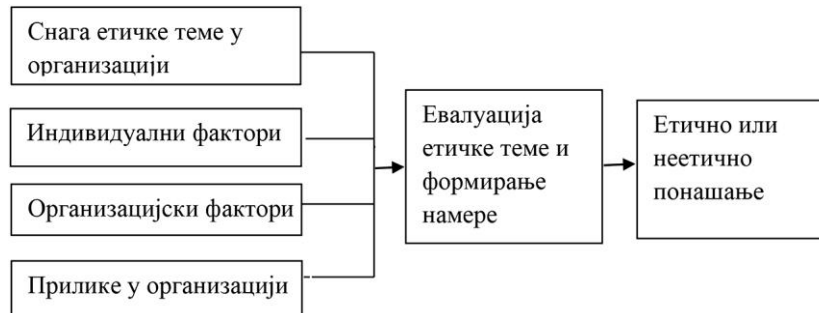 Снага етичке теме у
организацији
Индивидуални фактори
Организацијски фактори
Прилике у организацији
Евалуација
етичке теме и
формирање
намере
Етично или
неетично
понашање